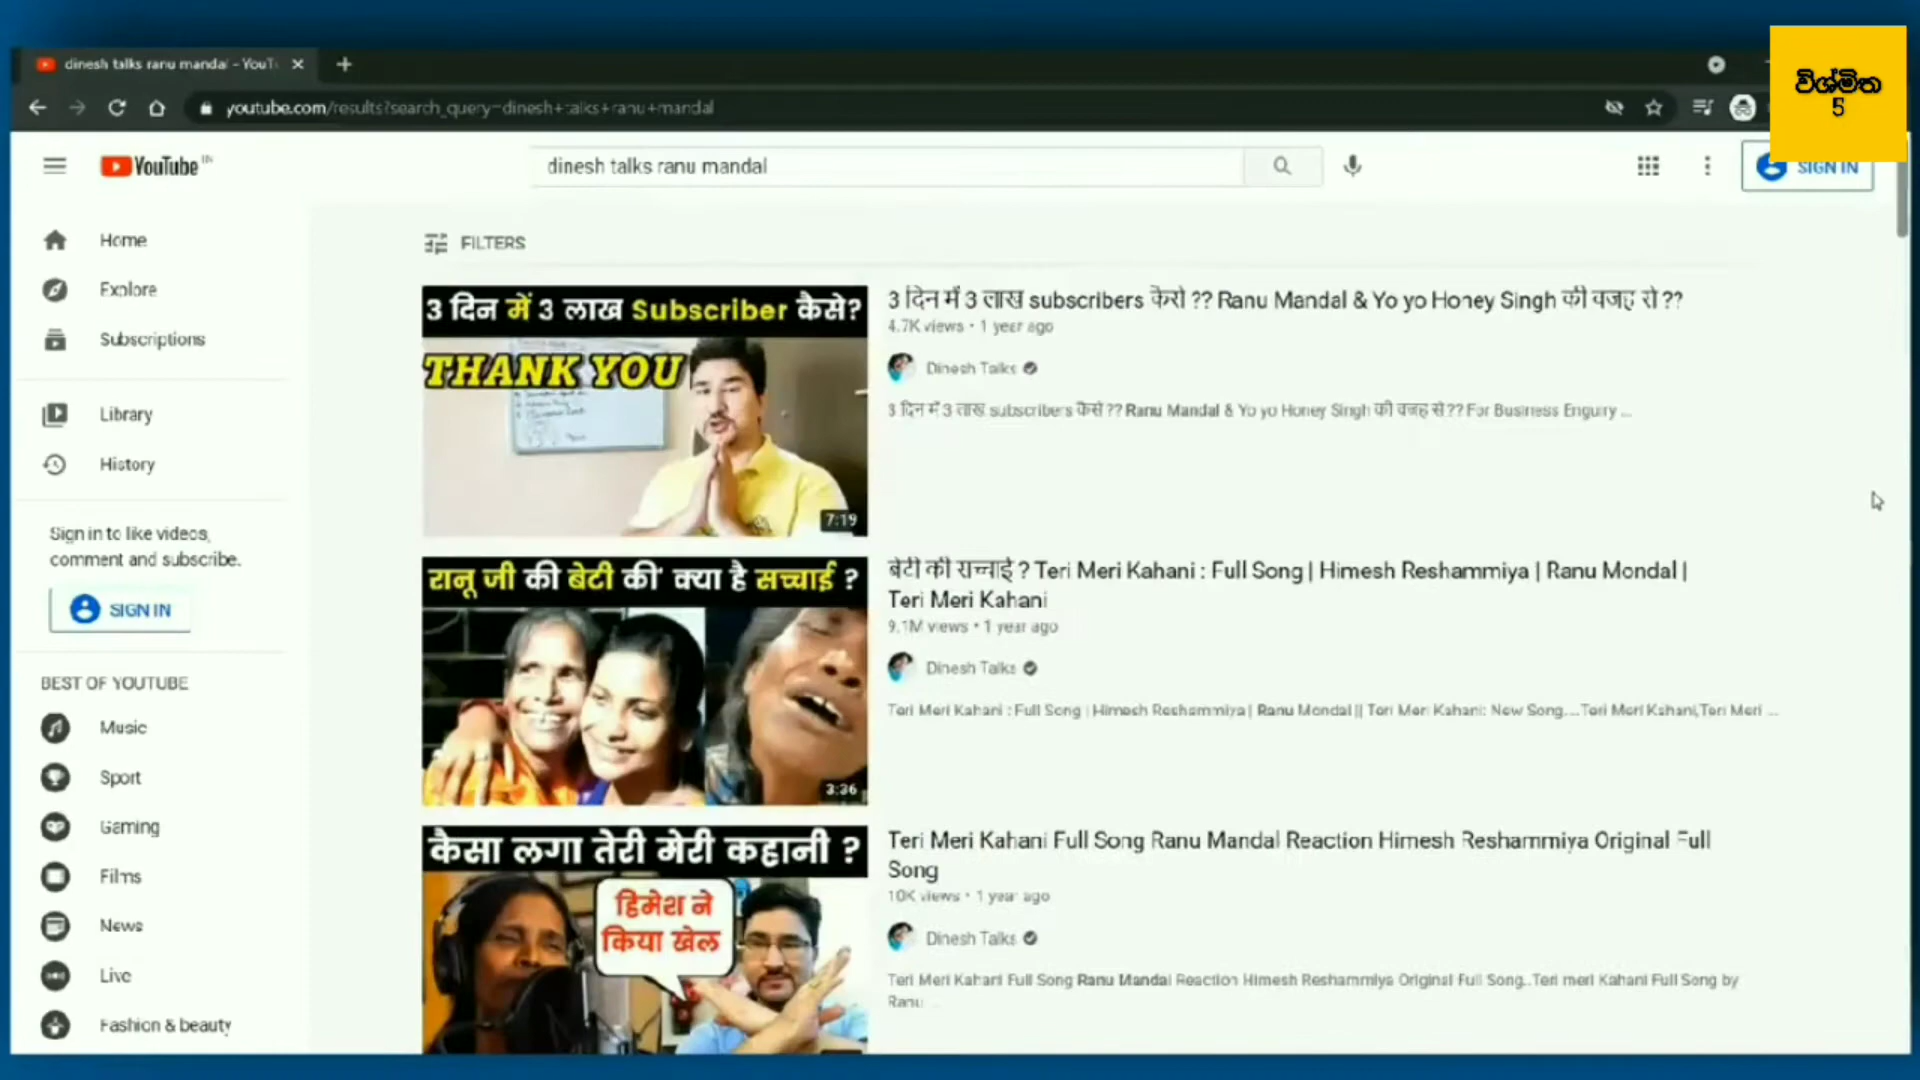 dinesh talks ranu mandal - YouT
විශ්මිත
5
youtube.com/results?search_query=dinesh+talks+ranu+mandal
YouTube IN
dinesh talks ranu mandal
SIGN IN
Home
Explore
Subscriptions
Library
History
Sign in to like videos,
comment and subscribe.
SIGN IN
BEST OF YOUTUBE
Music
Sport
Gaming
Films
News
Live
Fashion & beauty
FILTERS
3 दिन में 3 लाख Subscriber कैसे?
THANK YOU
7:19
3 दिन में 3 लाख subscribers कैसे ?? Ranu Mandal & Yo yo Honey Singh की वजह से ??
4.7K views • 1 year ago
Dinesh Talks
3 दिन में 3 लाख subscribers कैसे ?? Ranu Mandal & Yo yo Honey Singh की वजह से ?? For Business Enquiry ...
रानू जी की बेटी की क्या है सच्चाई ?
3:36
बेटी की सच्चाई ? Teri Meri Kahani : Full Song | Himesh Reshammiya | Ranu Mondal |
Teri Meri Kahani
9.1M views • 1 year ago
Dinesh Talks
Teri Meri Kahani : Full Song | Himesh Reshammiya | Ranu Mondal || Teri Meri Kahani: New Song....Teri Meri Kahani,Teri Meri ...
कैसा लगा तेरी मेरी कहानी ?
हिमेश ने
किया खेल
Teri Meri Kahani Full Song Ranu Mandal Reaction Himesh Reshammiya Original Full
Song
10K views • 1 year ago
Dinesh Talks
Teri Meri Kahani Full Song Ranu Mandal Reaction Himesh Reshammiya Original Full Song..Teri meri Kahani Full Song by
Ranu ...